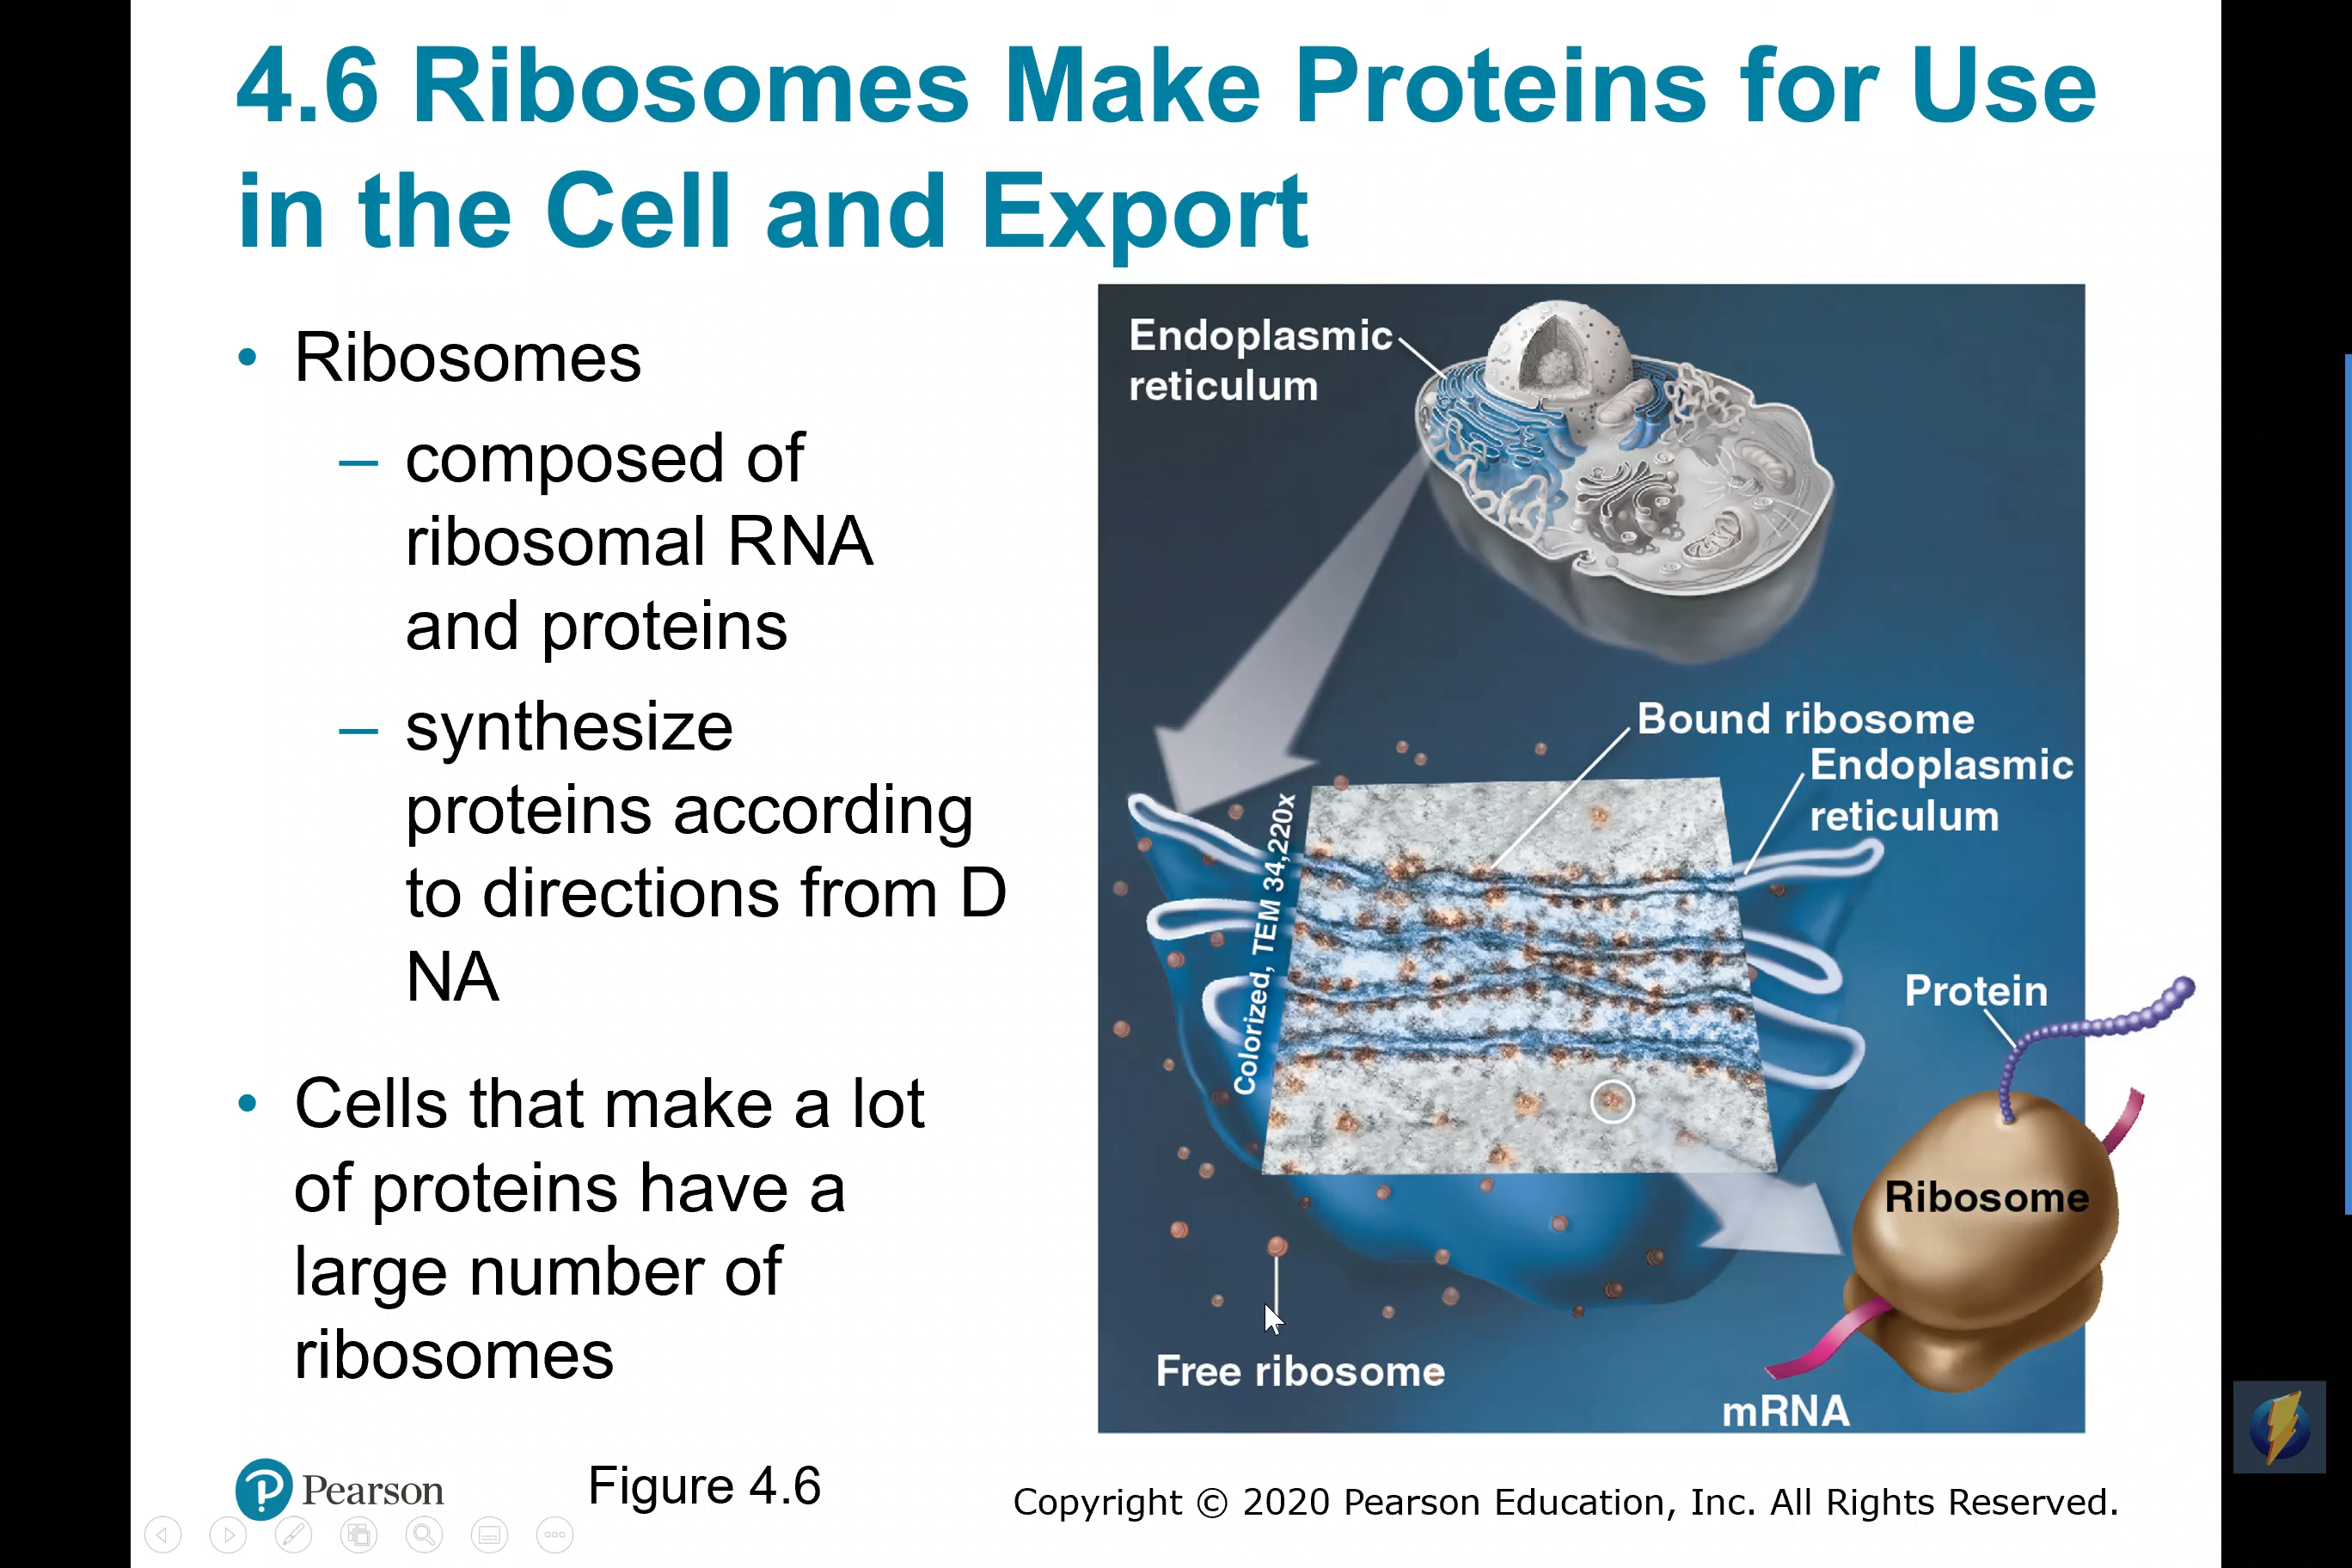 4.6 Ribosomes Make Proteins for Use
in the Cell and Export
• Ribosomes
– composed of
ribosomal RNA
and proteins
– synthesize
proteins according
to directions from D
NA
• Cells that make a lot
of proteins have a
large number of
ribosomes
Endoplasmic
reticulum
Bound ribosome
Endoplasmic
reticulum
Colorized, TEM 34,220x
Protein
Ribosome
Free ribosome
mRNA
Pearson
Figure 4.6
Copyright © 2020 Pearson Education, Inc. All Rights Reserved.